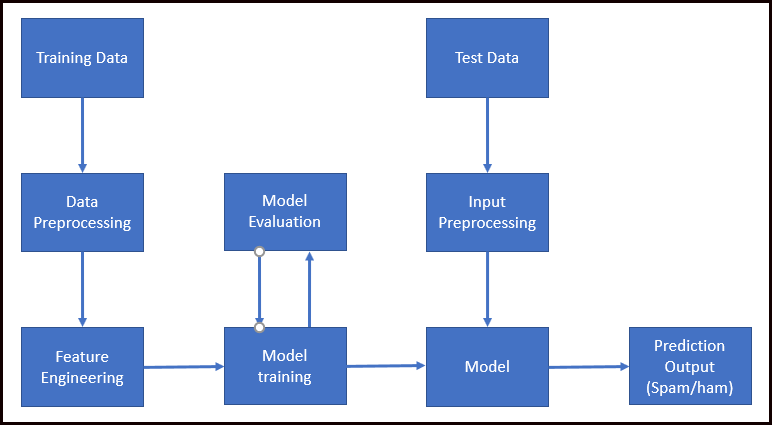 Training Data
Test Data
Data
Preprocessing
Model
Evaluation
Input
Preprocessing
Feature
Engineering
Model
training
Model
Prediction
Output
(Spam/ham)